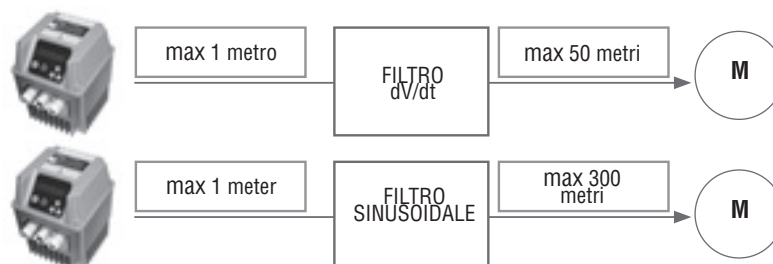 max 1 metro
FILTRO
dV/dt
max 50 metri
M
max 1 meter
FILTRO
SINUSOIDALE
max 300
metri
M